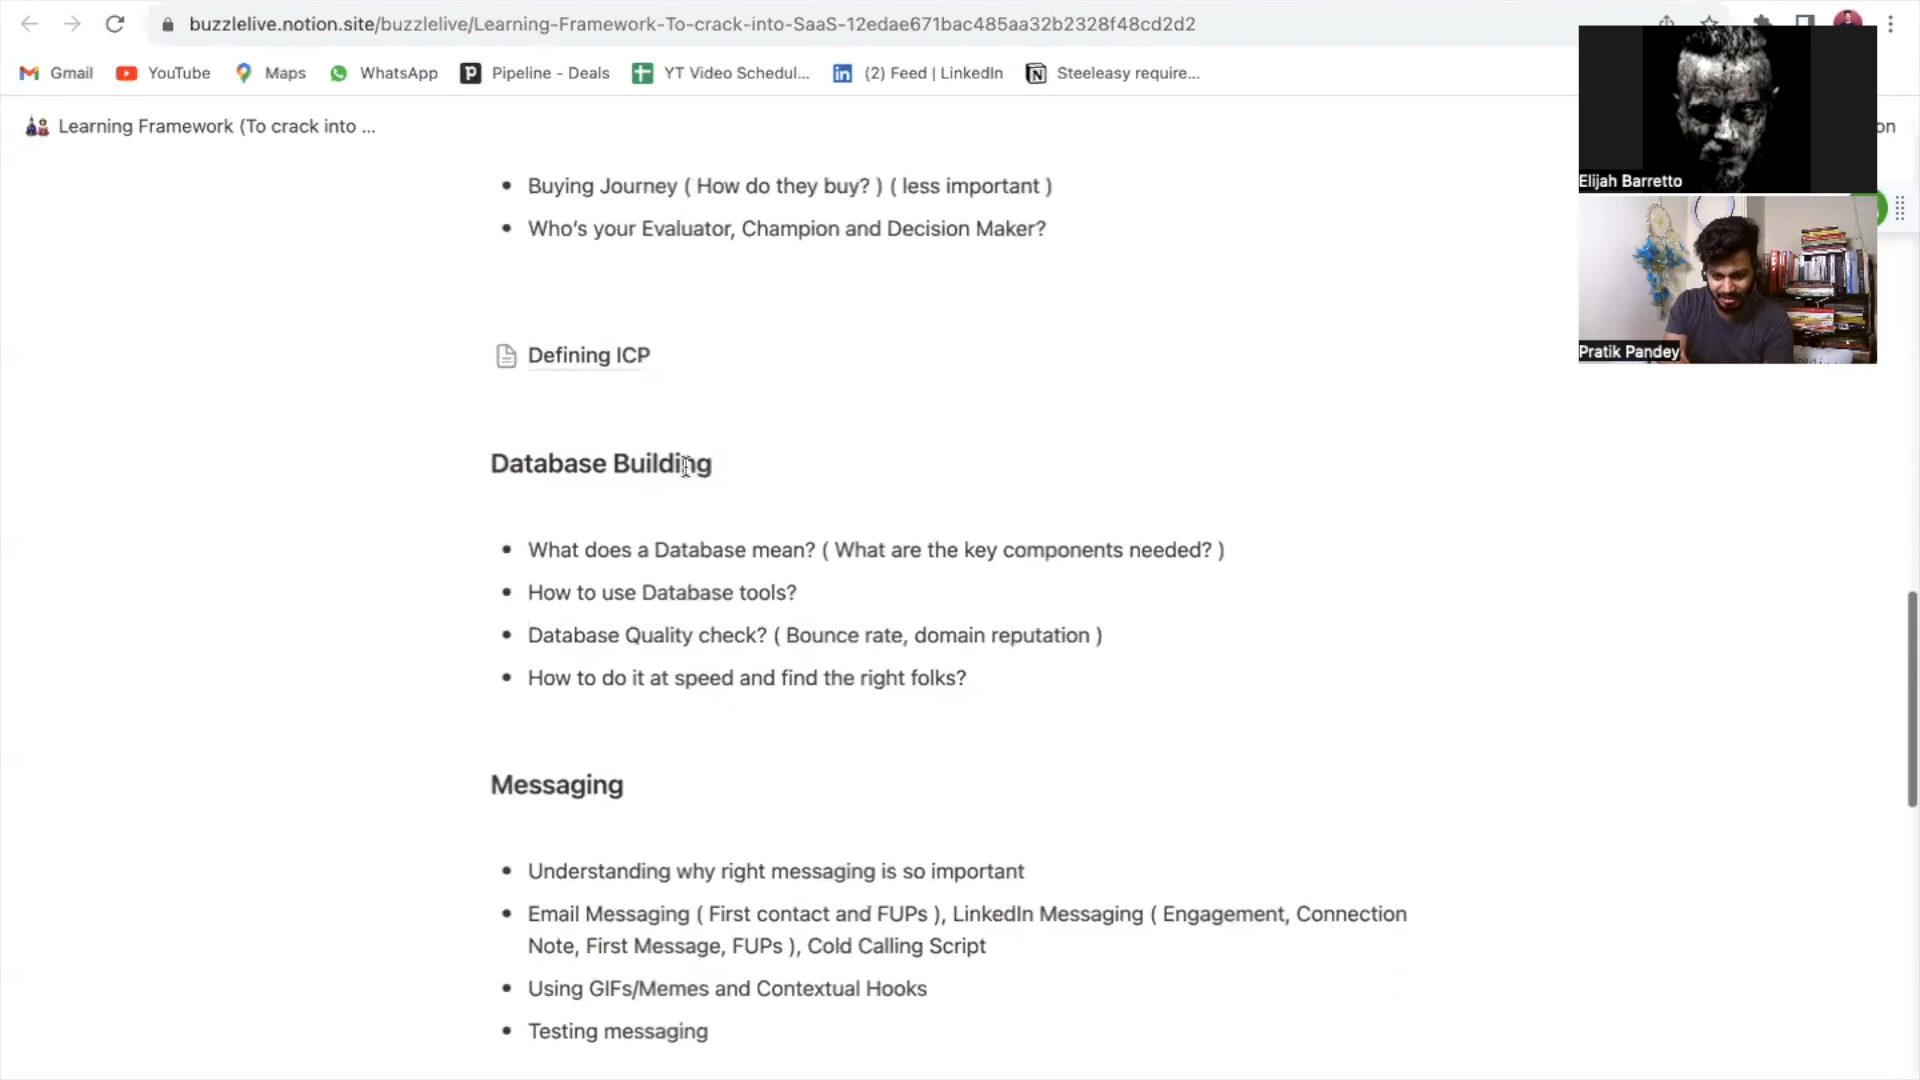 buzzlelive.notion.site/buzzlelive/Learning-Framework-To-crack-into-SaaS-12edae671bac485aa32b2328f48cd2d2
Gmail YouTube Maps WhatsApp Pipeline - Deals YT Video Schedul... (2) Feed | LinkedIn Steeleasy require...
Learning Framework (To crack into ...
on
Elijah Barretto
Pratik Pandey
• Buying Journey ( How do they buy? ) ( less important )
• Who’s your Evaluator, Champion and Decision Maker?
Defining ICP
Database Building
• What does a Database mean? ( What are the key components needed? )
• How to use Database tools?
• Database Quality check? ( Bounce rate, domain reputation )
• How to do it at speed and find the right folks?
Messaging
• Understanding why right messaging is so important
• Email Messaging ( First contact and FUPs ), LinkedIn Messaging ( Engagement, Connection
Note, First Message, FUPs ), Cold Calling Script
• Using GIFs/Memes and Contextual Hooks
• Testing messaging